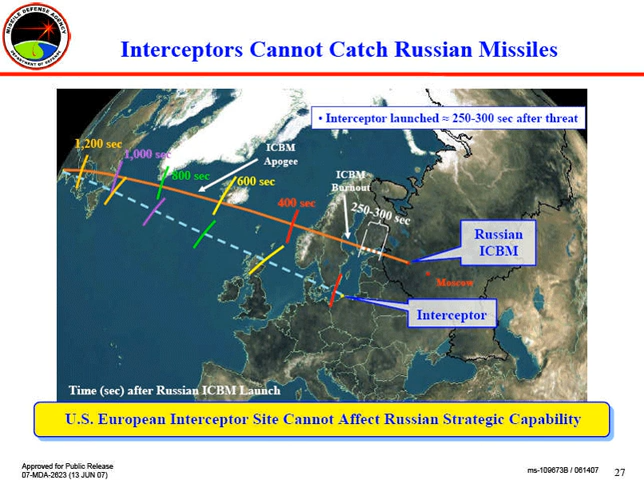 MISSILE DEFENSE AGENCY
DEPARTMENT OF DEFENSE
Interceptors Cannot Catch Russian Missiles
• Interceptor launched ≈ 250-300 sec after threat
1,200 sec
1,000 sec
800 sec
ICBM
Apogee
600 sec
ICBM
Burnout
400 sec
250-300 sec
Russian
ICBM
Moscow
Interceptor
Time (sec) after Russian ICBM Launch
U.S. European Interceptor Site Cannot Affect Russian Strategic Capability
Approved for Public Release
07-MDA-2623 (13 JUN 07)
ms-109673B / 061407
27